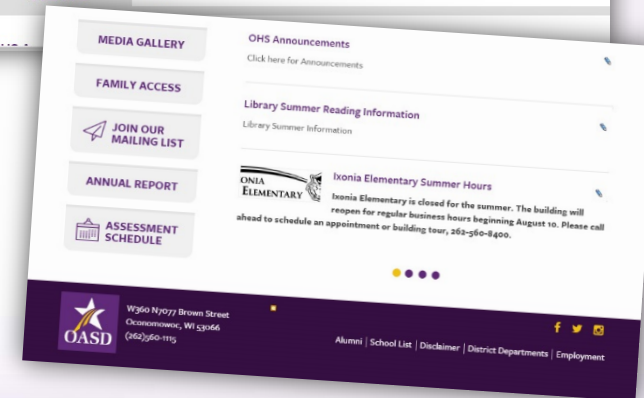 MEDIA GALLERY
FAMILY ACCESS
JOIN OUR
MAILING LIST
ANNUAL REPORT
ASSESSMENT
SCHEDULE
OHS Announcements
Click here for Announcements
Library Summer Reading Information
Library Summer Information
ONIA
ELEMENTARY
Ixonia Elementary Summer Hours
Ixonia Elementary is closed for the summer. The building will
reopen for regular business hours beginning August 10. Please call
ahead to schedule an appointment or building tour, 262-560-8400.
OASD
W360 N7077 Brown Street
Oconomowoc, WI 53066
(262)560-1115
Alumni | School List | Disclaimer | District Departments | Employment